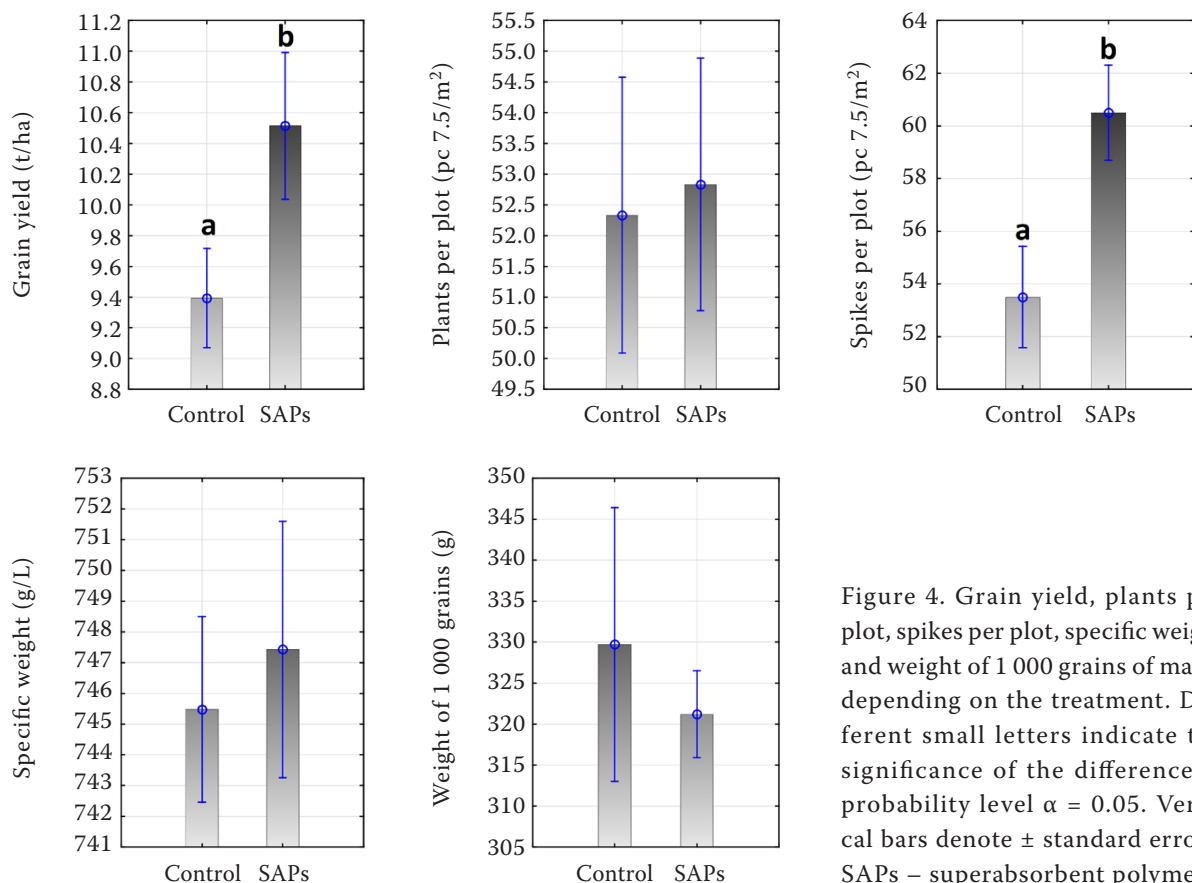 Grain yield (t/ha)
11.2
11.0
10.8
10.6
10.4
10.2
10.0
9.8
9.6
9.4
9.2
9.0
8.8
a
b
Control SAPs
Plants per plot (pc 7.5/m²)
55.5
55.0
54.5
54.0
53.5
53.0
52.5
52.0
51.5
51.0
50.5
50.0
49.5
Control SAPs
Spikes per plot (pc 7.5/m²)
64
62
60
58
56
54
52
50
a
b
Control SAPs
Specific weight (g/L)
753
752
751
750
749
748
747
746
745
744
743
742
741
Control SAPs
Weight of 1 000 grains (g)
350
345
340
335
330
325
320
315
310
305
Control SAPs
Figure 4. Grain yield, plants p
plot, spikes per plot, specific weig
and weight of 1 000 grains of ma
depending on the treatment. D
ferent small letters indicate t
significance of the difference
probability level α = 0.05. Ver
cal bars denote ± standard erro
SAPs – superabsorbent polyme